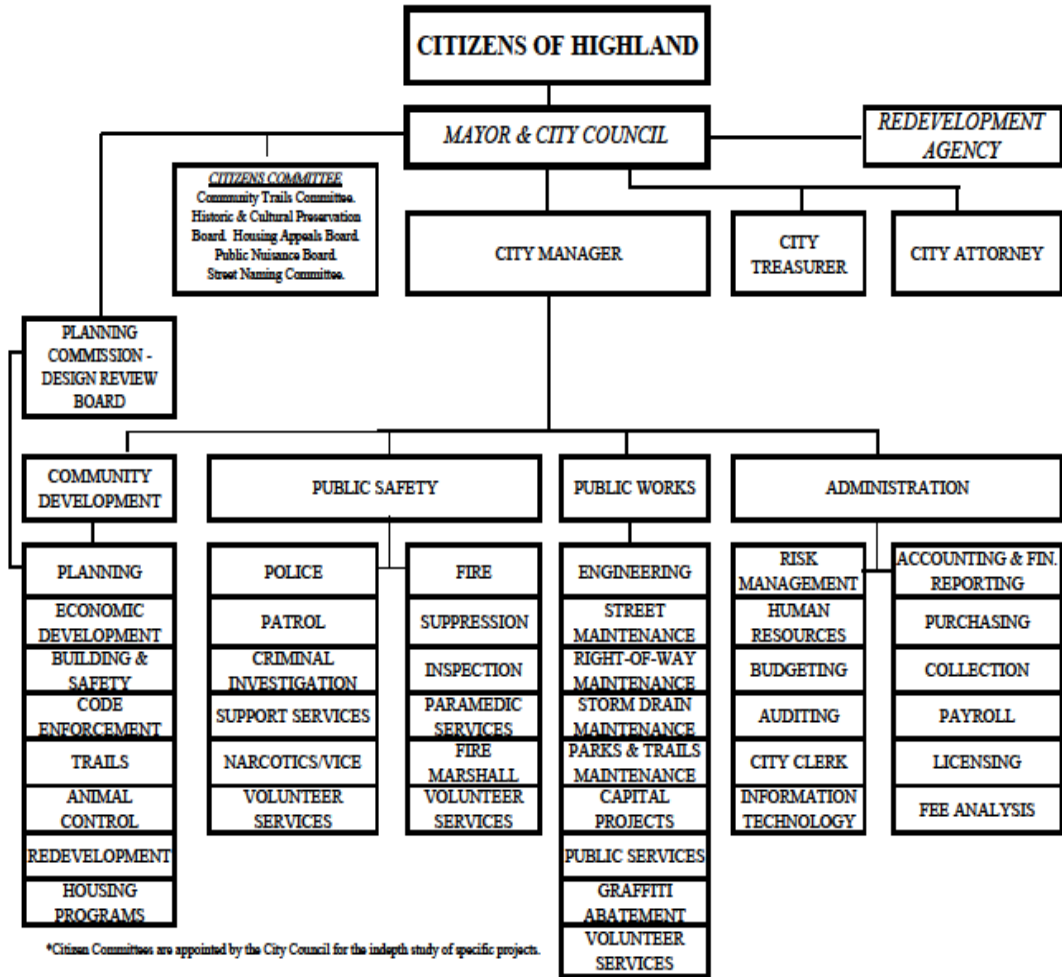 CITIZENS OF HIGHLAND
MAYOR & CITY COUNCIL
REDEVELOPMENT
AGENCY
CITIZENS COMMITTEE
Community Trails Committee.
Historic & Cultural Preservation
Board. Housing Appeals Board.
Public Nuisance Board.
Street Naming Committee.
CITY MANAGER
CITY
TREASURER
CITY ATTORNEY
PLANNING
COMMISSION -
DESIGN REVIEW
BOARD
COMMUNITY
DEVELOPMENT
PUBLIC SAFETY
PUBLIC WORKS
ADMINISTRATION
PLANNING
ECONOMIC
DEVELOPMENT
BUILDING &
SAFETY
CODE
ENFORCEMENT
TRAILS
ANIMAL
CONTROL
REDEVELOPMENT
HOUSING
PROGRAMS
POLICE
PATROL
CRIMINAL
INVESTIGATION
SUPPORT SERVICES
NARCOTICS/VICE
VOLUNTEER
SERVICES
FIRE
SUPPRESSION
INSPECTION
PARAMEDIC
SERVICES
FIRE
MARSHALL
VOLUNTEER
SERVICES
ENGINEERING
STREET
MAINTENANCE
RIGHT-OF-WAY
MAINTENANCE
STORM DRAIN
MAINTENANCE
PARKS & TRAILS
MAINTENANCE
CAPITAL
PROJECTS
PUBLIC SERVICES
GRAFFITI
ABATEMENT
VOLUNTEER
SERVICES
RISK
MANAGEMENT
HUMAN
RESOURCES
BUDGETING
AUDITING
CITY CLERK
INFORMATION
TECHNOLOGY
ACCOUNTING & FIN.
REPORTING
PURCHASING
COLLECTION
PAYROLL
LICENSING
FEE ANALYSIS
*Citizen Committees are appointed by the City Council for the indepth study of specific projects.